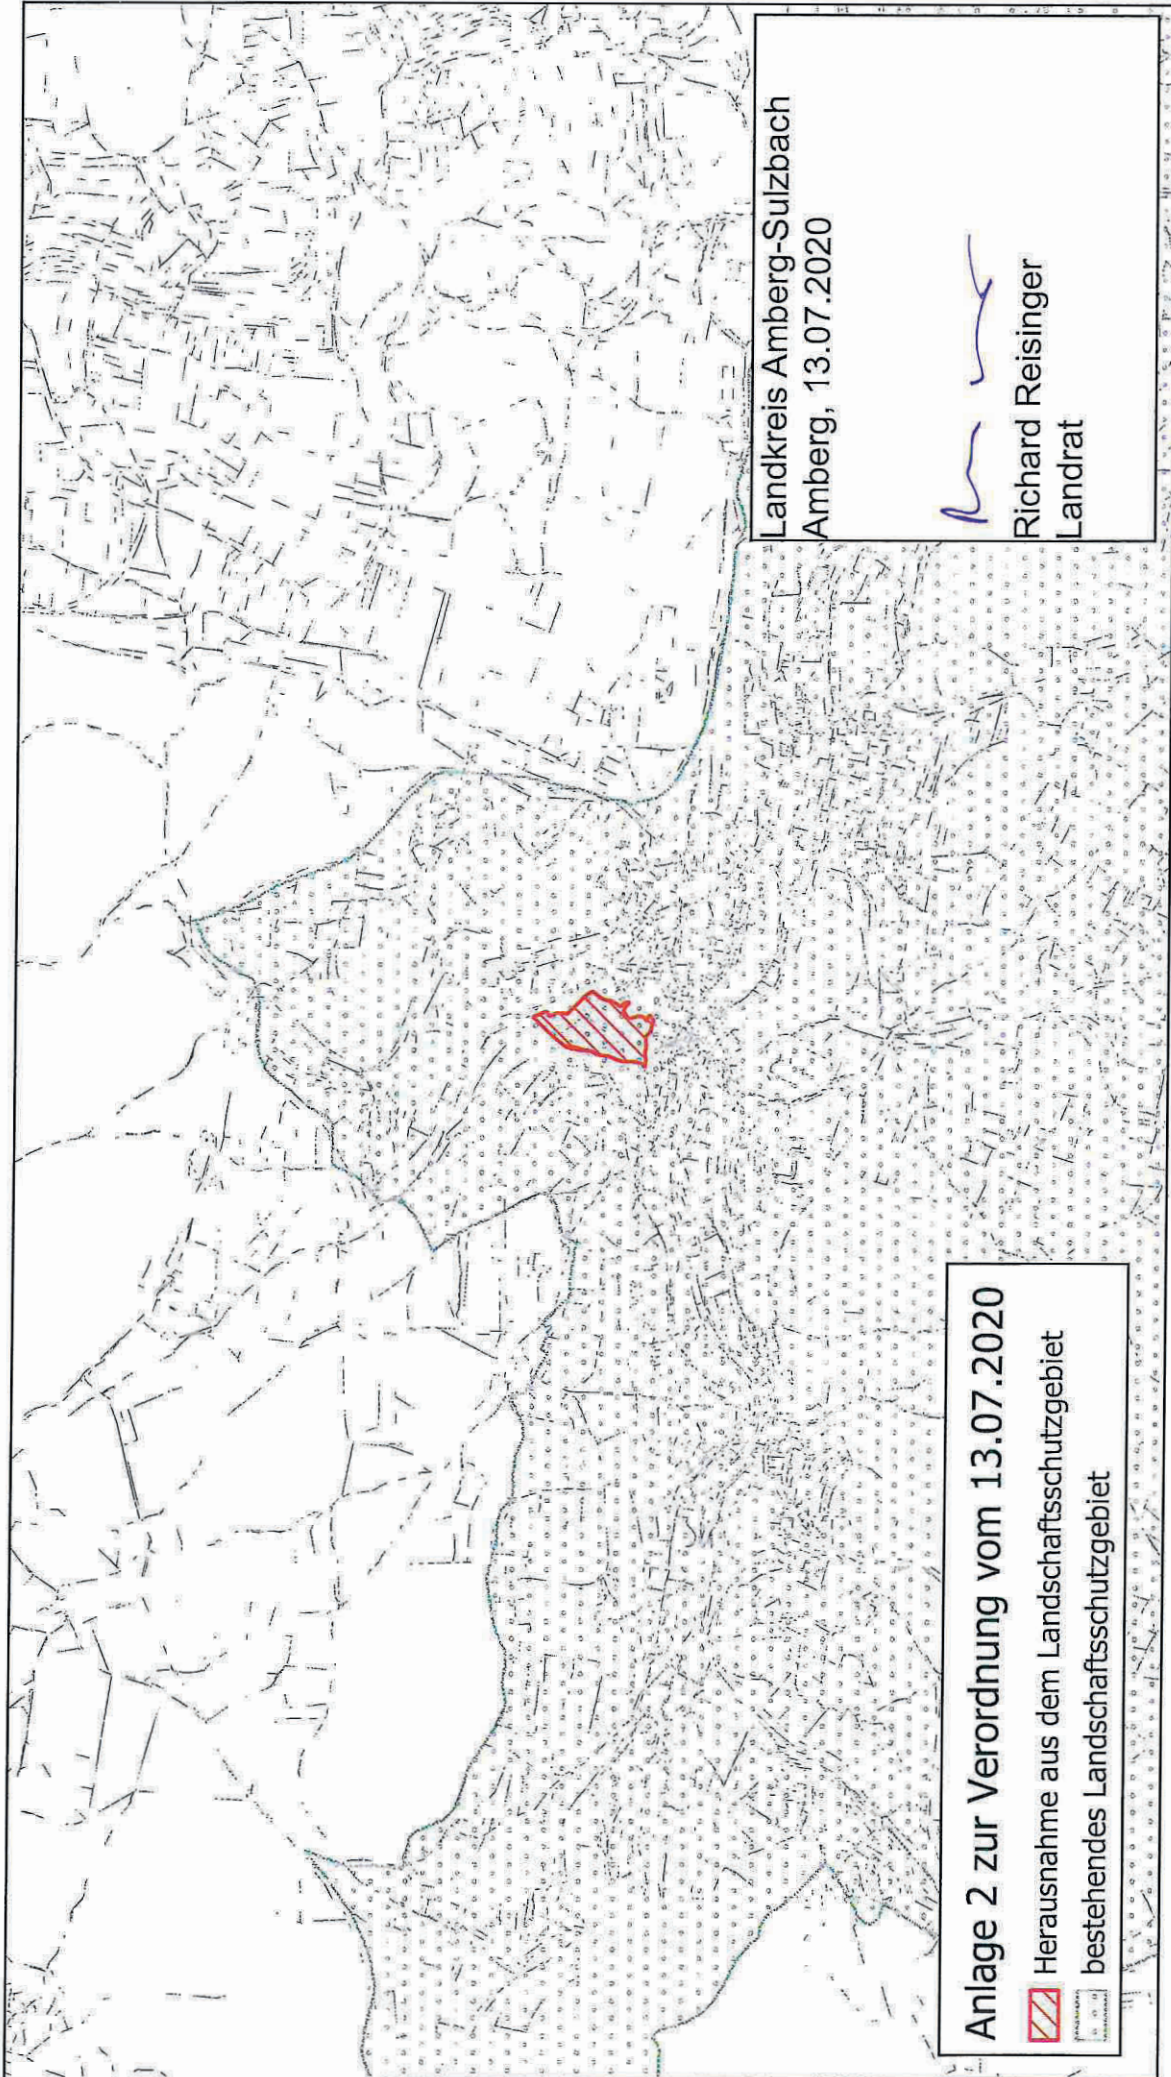 Landkreis Amberg-Sulzbach
Amberg, 13.07.2020
Richard Reisinger
Landrat
Anlage 2 zur Verordnung vom 13.07.2020
Herausnahme aus dem Landschaftsschutzgebiet
bestehendes Landschaftsschutzgebiet